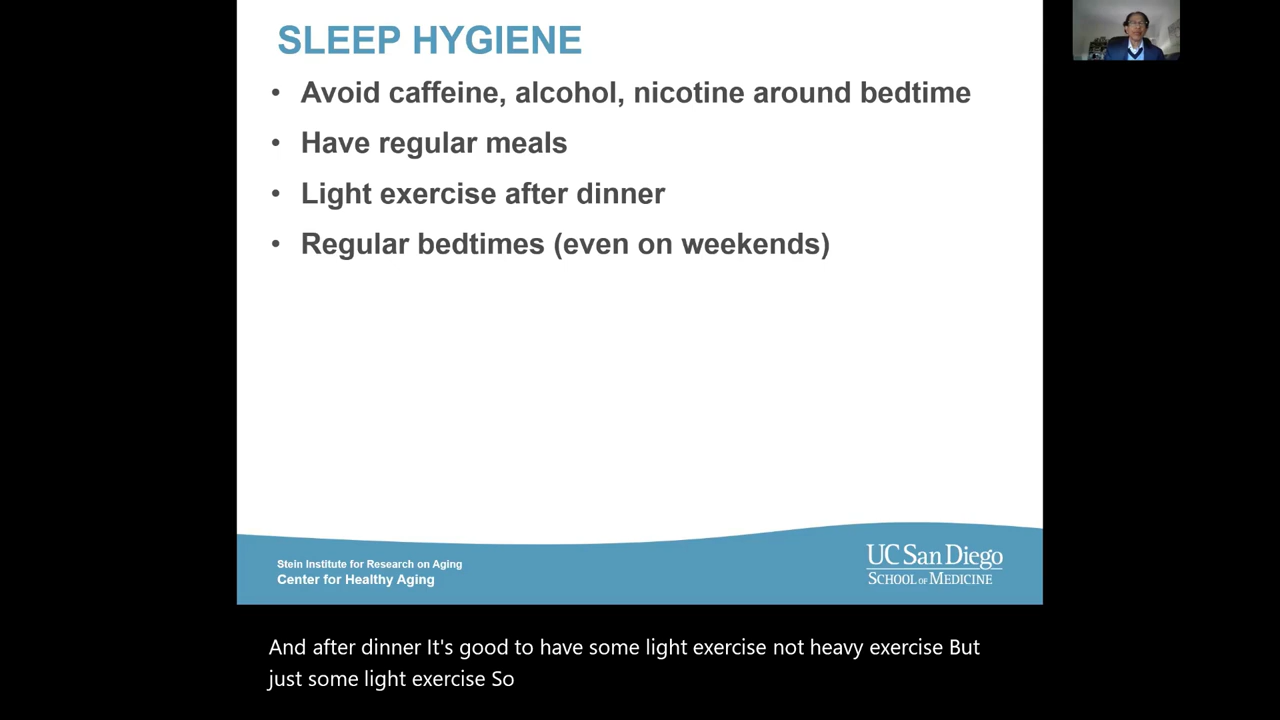 SLEEP HYGIENE
• Avoid caffeine, alcohol, nicotine around bedtime
• Have regular meals
• Light exercise after dinner
• Regular bedtimes (even on weekends)
Stein Institute for Research on Aging
Center for Healthy Aging
UC San Diego
SCHOOL OF MEDICINE
And after dinner It's good to have some light exercise not heavy exercise But
just some light exercise So